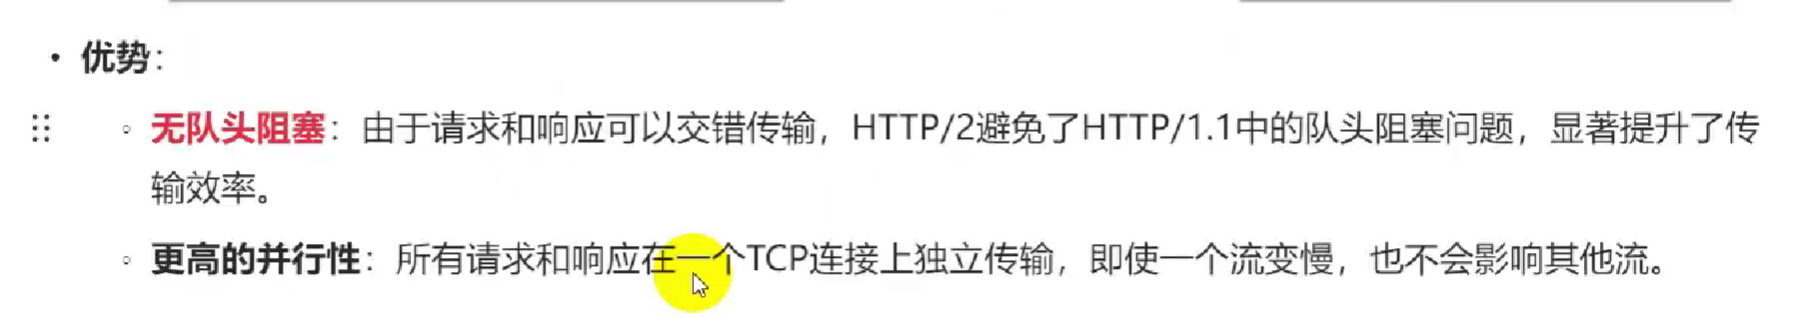 • 优势：
◦ 无队头阻塞：由于请求和响应可以交错传输，HTTP/2避免了HTTP/1.1中的队头阻塞问题，显著提升了传
输效率。
◦ 更高的并行性：所有请求和响应在一个TCP连接上独立传输，即使一个流变慢，也不会影响其他流。